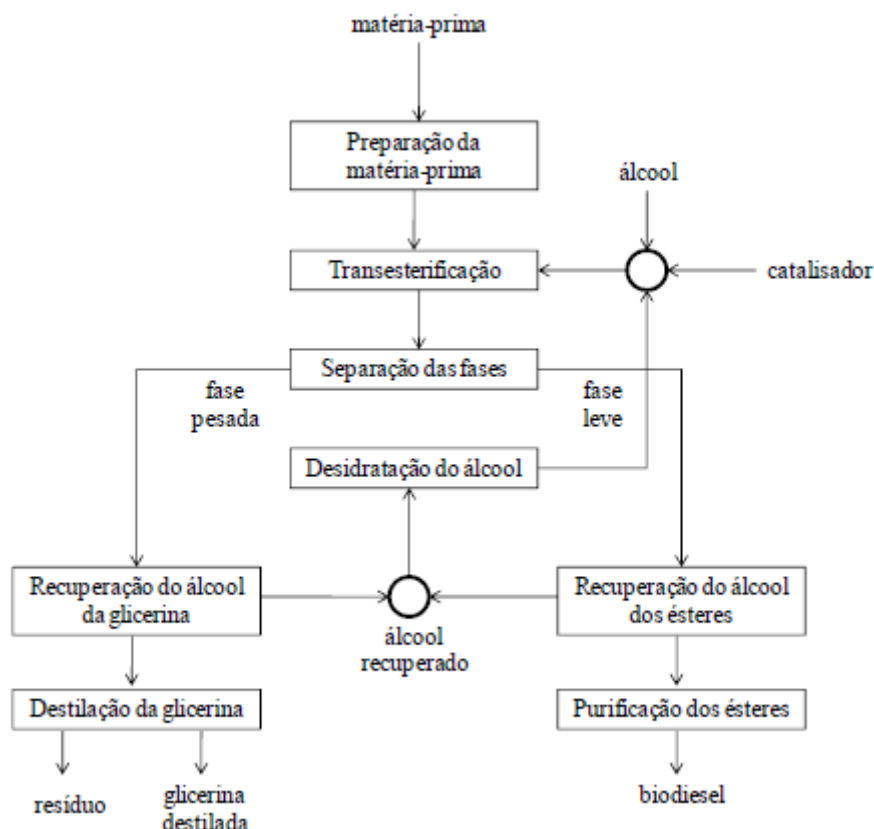 matéria-prima
Preparação da
matéria-prima
álcool
Transesterificação
catalisador
Separação das fases
fase
pesada
fase
leve
Desidratação do álcool
Recuperação do álcool
da glicerina
álcool
recuperado
Recuperação do álcool
dos ésteres
Destilação da glicerina
Purificação dos ésteres
resíduo
glicerina
destilada
biodiesel